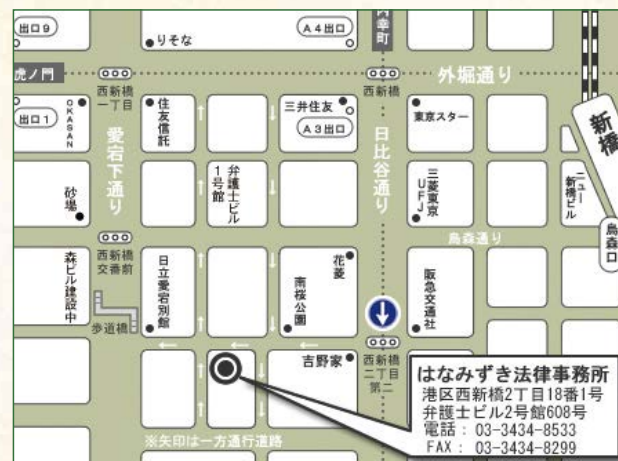 出口9
りそな
A4出口
内幸町
虎ノ門
外堀通り
西新橋
一丁目
西新橋
OKASAN
出口1
住友信託
三井住友
A3出口
東京スター
新橋
愛宕下通り
日比谷通り
弁護士ビル
1号館
三菱東京
UFJ
ニュー
新橋ビル
砂場
烏森通り
烏森口
西新橋
交番前
森ビル建設中
日立愛宕別館
南桜公園
花菱
阪急交通社
歩道橋
吉野家
西新橋
二丁目
第二
はなみずき法律事務所
港区西新橋2丁目18番1号
弁護士ビル2号館608号
電話： 03-3434-8533
FAX： 03-3434-8299
※矢印は一方通行道路